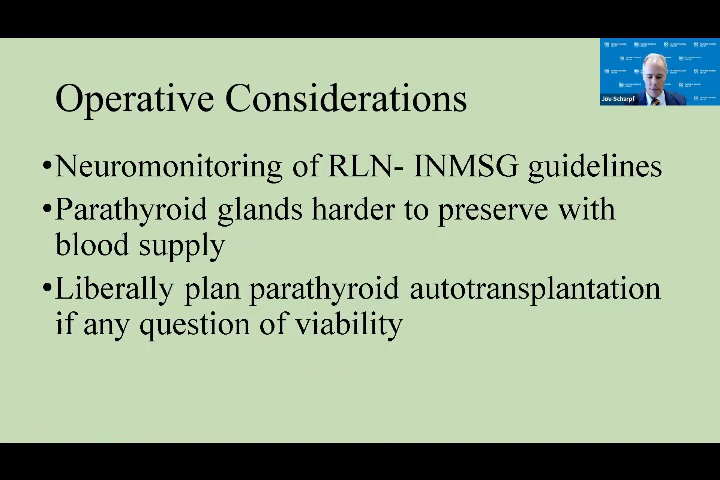 Operative Considerations
•Neuromonitoring of RLN- INMSG guidelines
•Parathyroid glands harder to preserve with
blood supply
•Liberally plan parathyroid autotransplantation
if any question of viability
Joe Scharpf